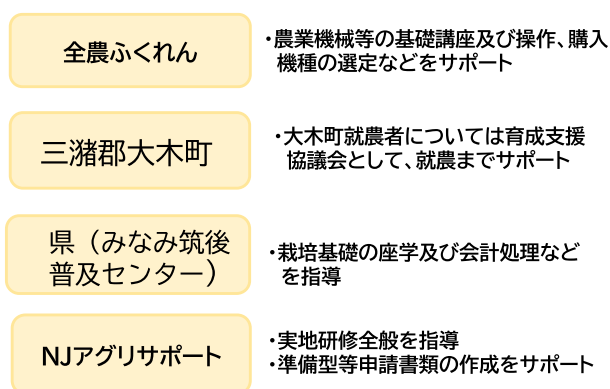 全農ふくれん
・農業機械等の基礎講座及び操作、購入
機種の選定などをサポート
三潴郡大木町
・大木町就農者については育成支援
協議会として、就農までサポート
県（みなみ筑後
普及センター）
・栽培基礎の座学及び会計処理など
を指導
NJアグリサポート
・実地研修全般を指導
・準備型等申請書類の作成をサポート